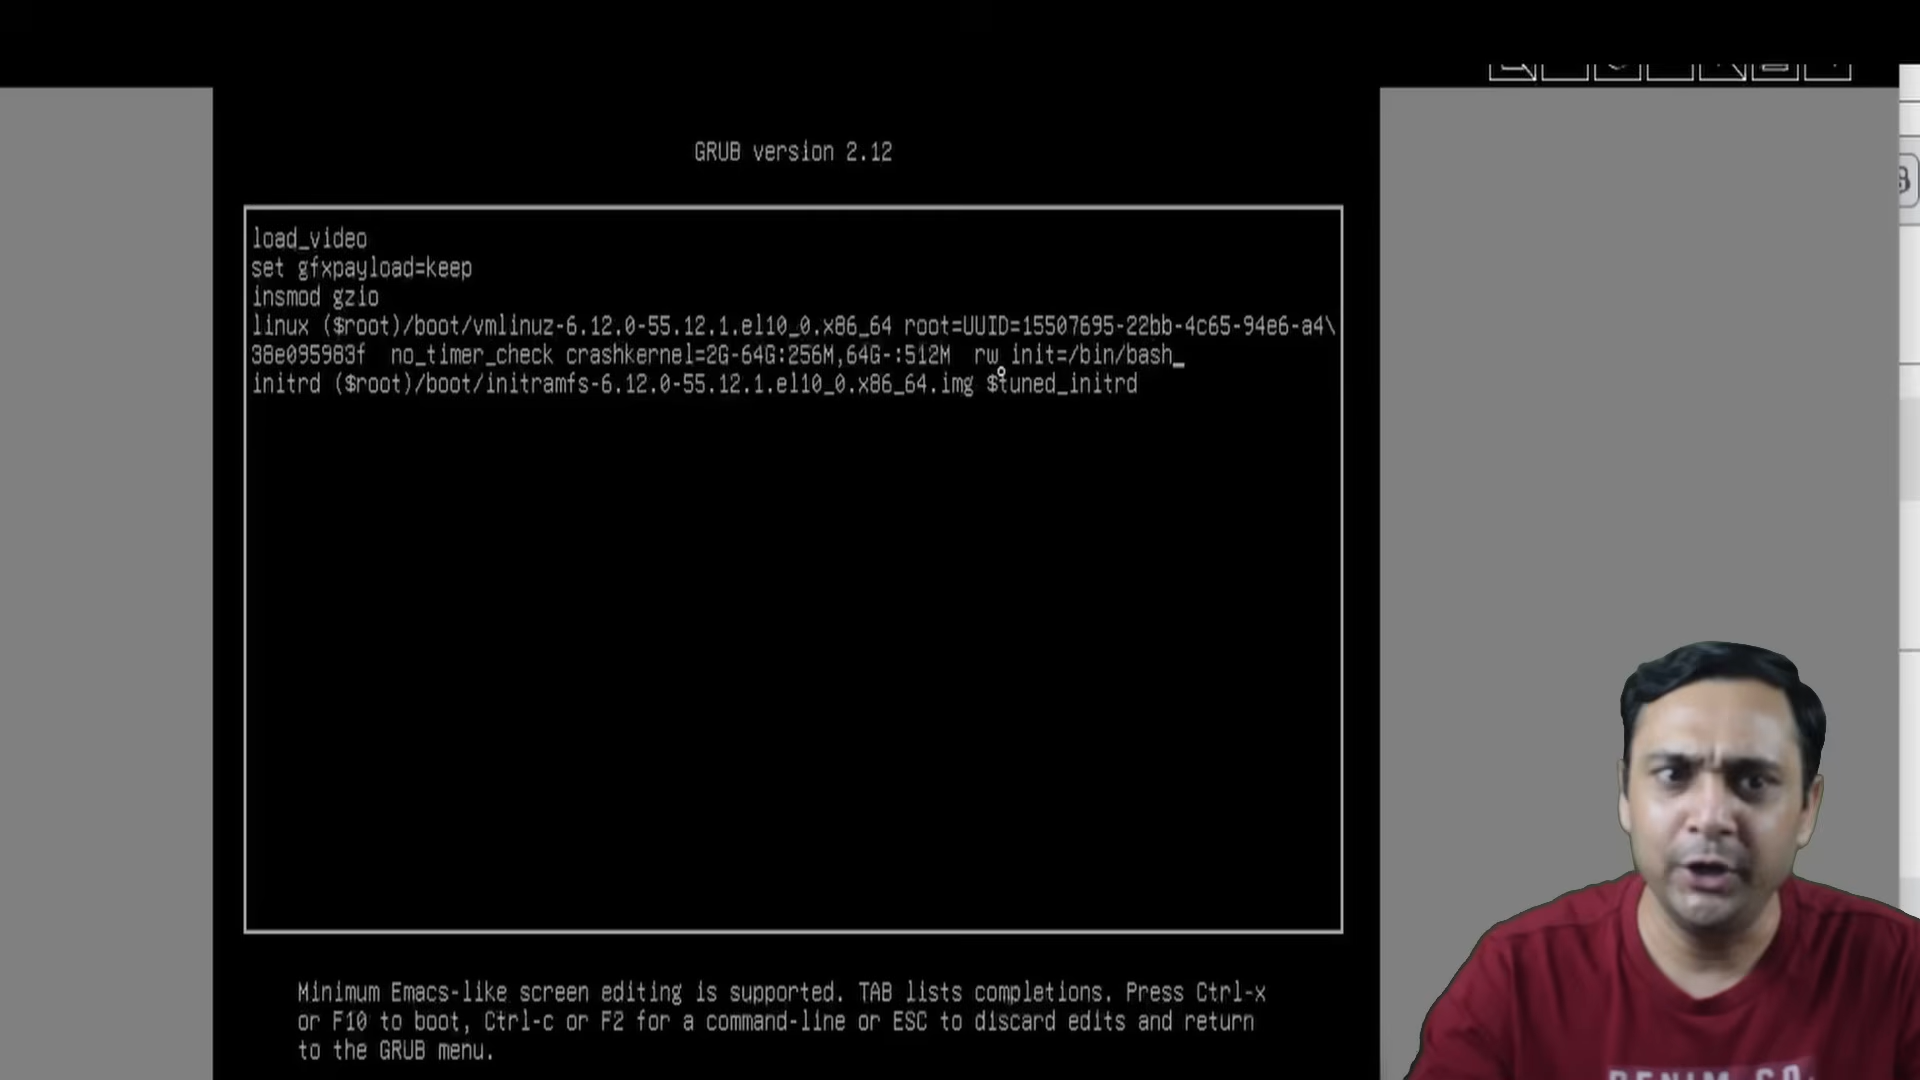 GRUB version 2.12
load_video
set gfxpayload=keep
insmod gzio
linux ($root)/boot/vmlinuz-6.12.0-55.12.1.el10_0.x86_64 root=UUID=15507695-22bb-4c65-94e6-a4\
38e095983f  no_timer_check crashkernel=2G-64G:256M,64G-:512M  rw init=/bin/bash_
initrd ($root)/boot/initramfs-6.12.0-55.12.1.el10_0.x86_64.img $tuned_initrd
Minimum Emacs-like screen editing is supported. TAB lists completions. Press Ctrl-x
or F10 to boot, Ctrl-c or F2 for a command-line or ESC to discard edits and return
to the GRUB menu.
DENIM CO.